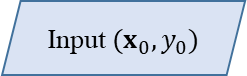 Input (𝐱₀, 𝑦₀)